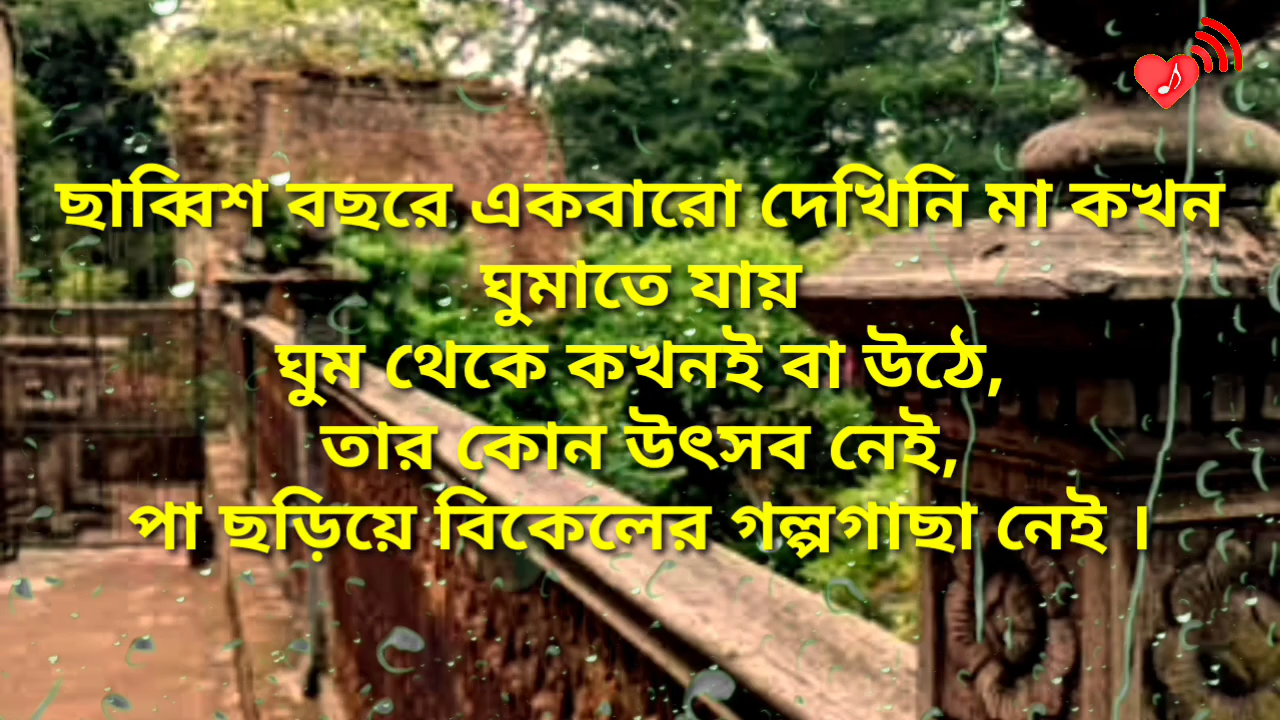 ছাব্বিশ বছরে একবারো দেখিনি মা কখন
ঘুমাতে যায়
ঘুম থেকে কখনই বা উঠে,
তার কোন উৎসব নেই,
পা ছড়িয়ে বিকেলের গল্পগাছা নেই ।